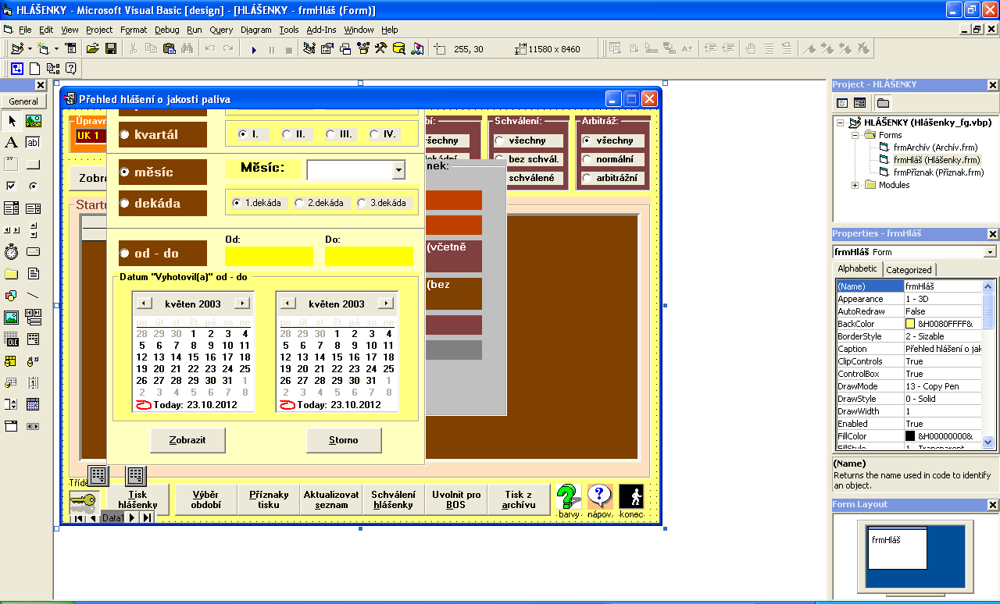 HLÁŠENKY - Microsoft Visual Basic [design] - [HLÁŠENKY - frmHláš (Form)]
File Edit View Project Format Debug Run Query Diagram Tools Add-Ins Window Help
255, 30
11580 x 8460
General
A
ab|
xy
OLE
Přehled hlášení o jakosti paliva
UK 1
kvartál
I. II. III. IV.
měsíc
Měsíc:
dekáda
1.dekáda 2.dekáda 3.dekáda
od - do
Od: Do:
Datum "Vyhotovil(a)" od - do
květen 2003
po út st čt pá so ne
28 29 30 1 2 3 4
5 6 7 8 9 10 11
12 13 14 15 16 17 18
19 20 21 22 23 24 25
26 27 28 29 30 31 1
2 3 4 5 6 7 8
Today: 23.10.2012
květen 2003
po út st čt pá so ne
28 29 30 1 2 3 4
5 6 7 8 9 10 11
12 13 14 15 16 17 18
19 20 21 22 23 24 25
26 27 28 29 30 31 1
2 3 4 5 6 7 8
Today: 23.10.2012
Zobrazit Storno
bí:
šechny
nek:
(včetně
(bez
Schválení:
všechny
bez schvál.
schválené
Arbitráž:
všechny
normální
arbitrážní
Úpravn
Zobra
Startu
Tříde
Data1
Tisk hlášenky
Výběr období
Příznaky tisku
Aktualizovat seznam
Schválení hlášenky
Uvolnit pro BOS
Tisk z archívu
barvy nápov. konec
Project - HLÁŠENKY
HLÁŠENKY (Hlášenky_fg.vbp)
Forms
frmArchív (Archív.frm)
frmHláš (Hlášenky.frm)
frmPříznak (Příznak.frm)
Modules
Properties - frmHláš
frmHláš Form
Alphabetic Categorized
(Name) frmHláš
Appearance 1 - 3D
AutoRedraw False
BackColor &H0080FFFF&
BorderStyle 2 - Sizable
Caption Přehled hlášení o jak
ClipControls True
ControlBox True
DrawMode 13 - Copy Pen
DrawStyle 0 - Solid
DrawWidth 1
Enabled True
FillColor &H00000000&
FillStyle 1 - Transparent
(Name)
Returns the name used in code to identify
an object.
Form Layout
frmHláš